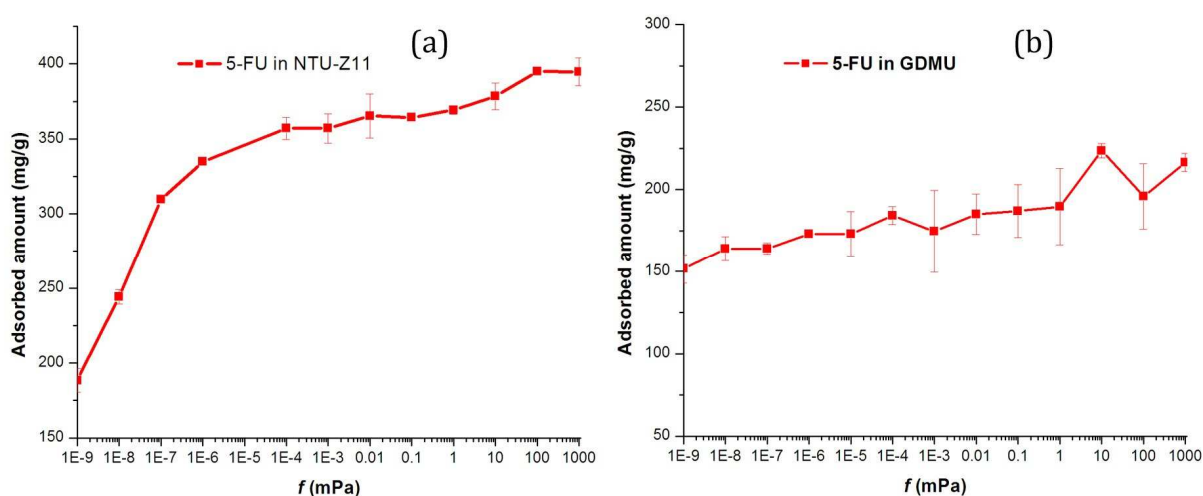 (a)
5-FU in NTU-Z11
Adsorbed amount (mg/g)
400
350
300
250
200
150
1E-9 1E-8 1E-7 1E-6 1E-5 1E-4 1E-3 0.01 0.1 1 10 100 1000
f (mPa)
(b)
5-FU in GDMU
Adsorbed amount (mg/g)
300
250
200
150
100
50
1E-9 1E-8 1E-7 1E-6 1E-5 1E-4 1E-3 0.01 0.1 1 10 100 1000
f (mPa)